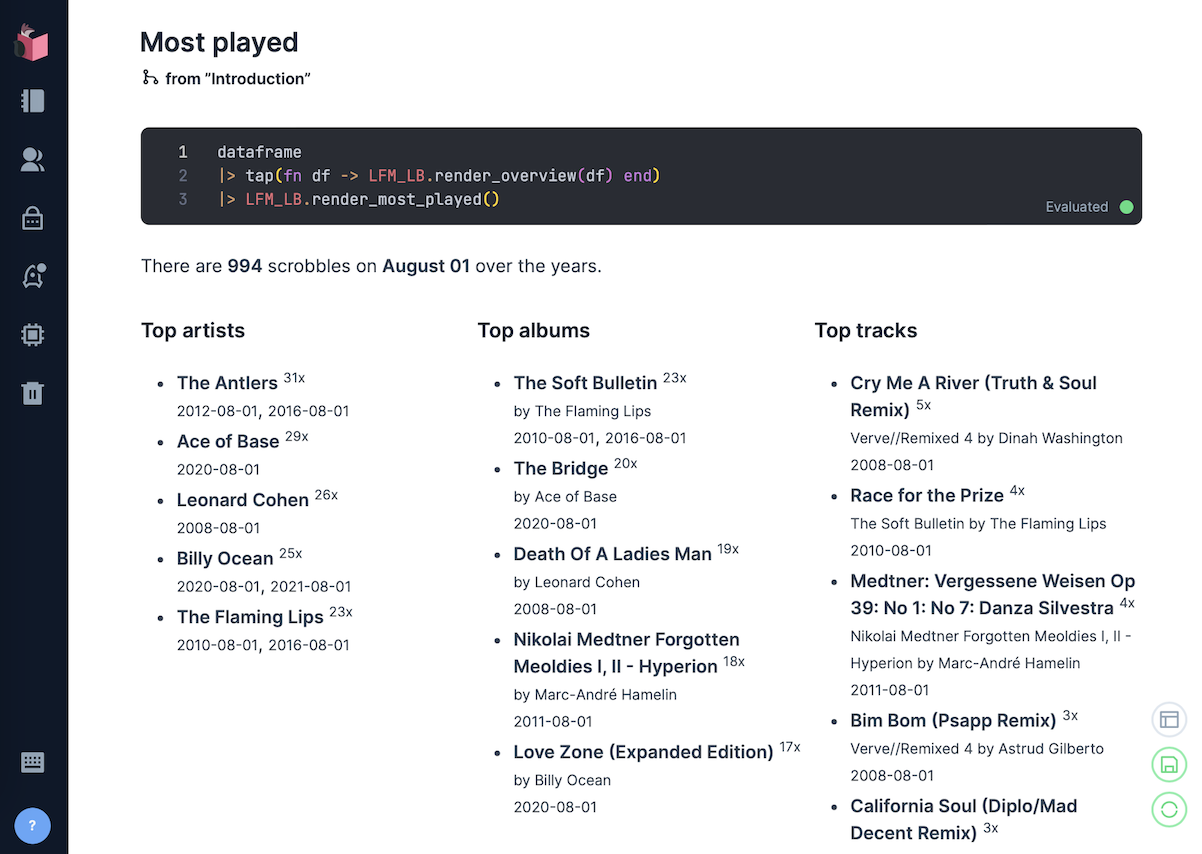 Most played
from ”Introduction”
1 dataframe
2 |> tap(fn df -> LFM_LB.render_overview(df) end)
3 |> LFM_LB.render_most_played()
Evaluated
There are 994 scrobbles on August 01 over the years.
Top artists
The Antlers 31x
2012-08-01, 2016-08-01
Ace of Base 29x
2020-08-01
Leonard Cohen 26x
2008-08-01
Billy Ocean 25x
2020-08-01, 2021-08-01
The Flaming Lips 23x
2010-08-01, 2016-08-01
Top albums
The Soft Bulletin 23x
by The Flaming Lips
2010-08-01, 2016-08-01
The Bridge 20x
by Ace of Base
2020-08-01
Death Of A Ladies Man 19x
by Leonard Cohen
2008-08-01
Nikolai Medtner Forgotten
Meoldies I, II - Hyperion 18x
by Marc-André Hamelin
2011-08-01
Love Zone (Expanded Edition) 17x
by Billy Ocean
2020-08-01
Top tracks
Cry Me A River (Truth & Soul
Remix) 5x
Verve//Remixed 4 by Dinah Washington
2008-08-01
Race for the Prize 4x
The Soft Bulletin by The Flaming Lips
2010-08-01
Medtner: Vergessene Weisen Op
39: No 1: No 7: Danza Silvestra 4x
Nikolai Medtner Forgotten Meoldies I, II -
Hyperion by Marc-André Hamelin
2011-08-01
Bim Bom (Psapp Remix) 3x
Verve//Remixed 4 by Astrud Gilberto
2008-08-01
California Soul (Diplo/Mad
Decent Remix) 3x
?